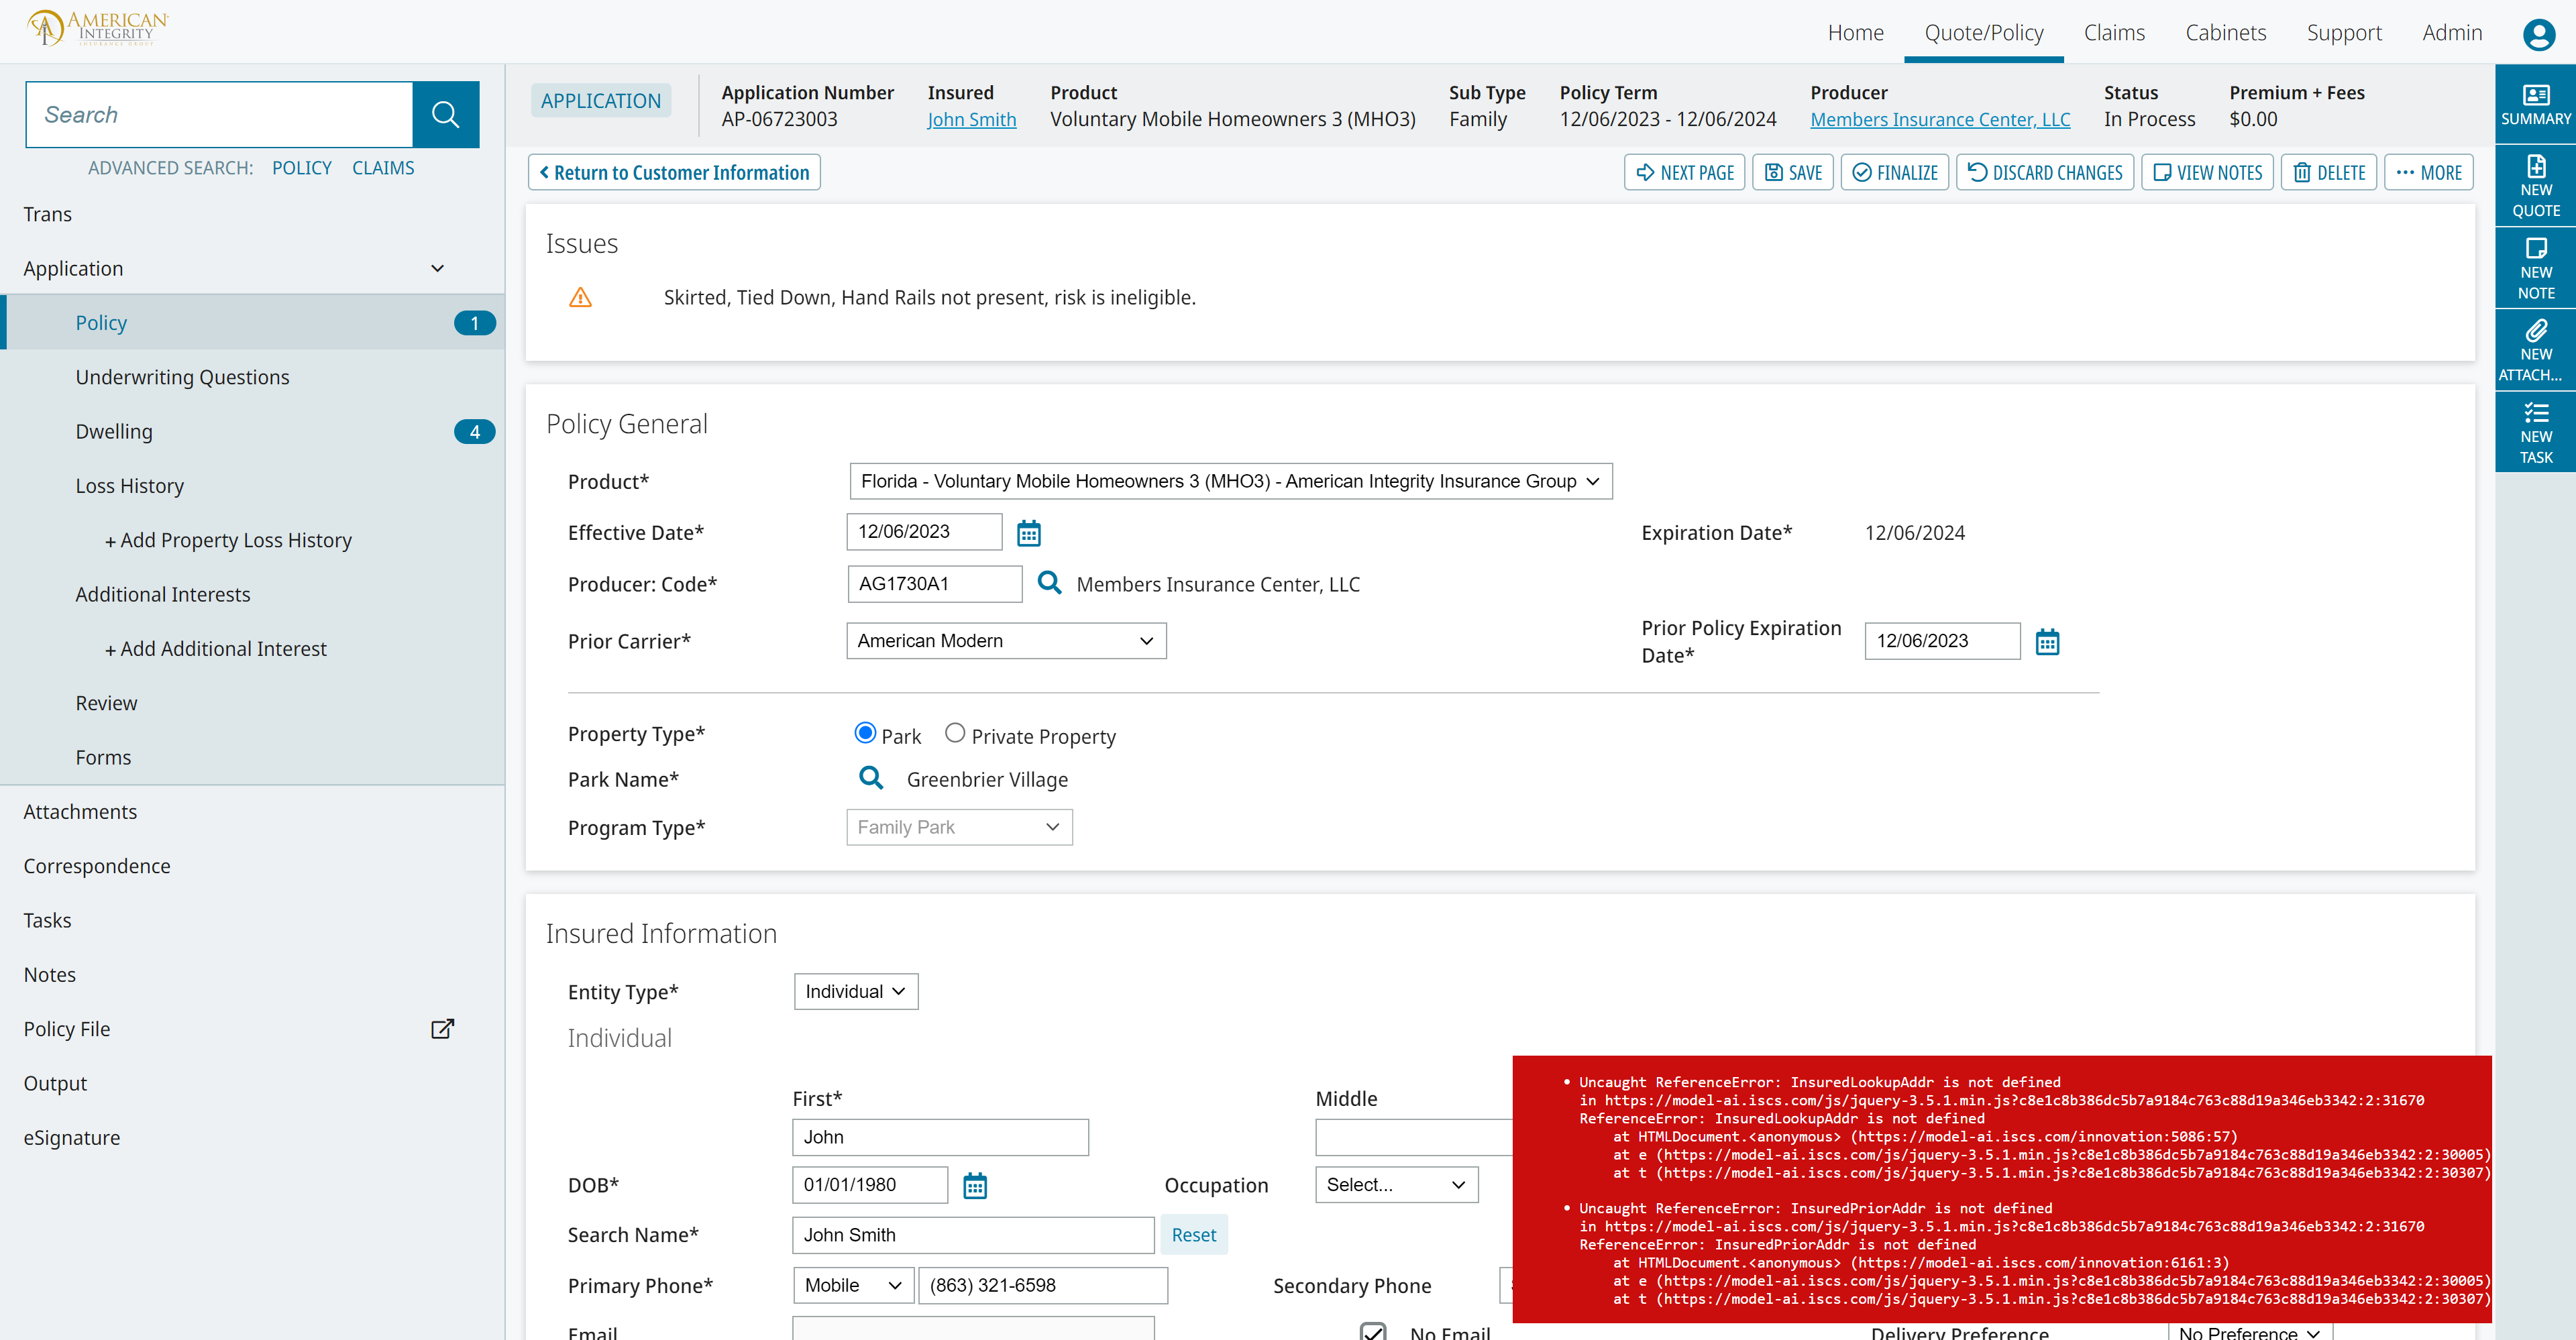 AMERICAN
INTEGRITY
INSURANCE GROUP
Home Quote/Policy Claims Cabinets Support Admin
Search
ADVANCED SEARCH: POLICY CLAIMS
Trans
Application
Policy 1
Underwriting Questions
Dwelling 4
Loss History
+ Add Property Loss History
Additional Interests
+ Add Additional Interest
Review
Forms
Attachments
Correspondence
Tasks
Notes
Policy File
Output
eSignature
APPLICATION
Application Number Insured Product Sub Type Policy Term Producer Status Premium + Fees
AP-06723003 John Smith Voluntary Mobile Homeowners 3 (MHO3) Family 12/06/2023 - 12/06/2024 Members Insurance Center, LLC In Process $0.00
Return to Customer Information NEXT PAGE SAVE FINALIZE DISCARD CHANGES VIEW NOTES DELETE MORE
Issues
Skirted, Tied Down, Hand Rails not present, risk is ineligible.
Policy General
Product* Florida - Voluntary Mobile Homeowners 3 (MHO3) - American Integrity Insurance Group
Effective Date* 12/06/2023 Expiration Date* 12/06/2024
Producer: Code* AG1730A1 Members Insurance Center, LLC
Prior Carrier* American Modern Prior Policy Expiration
Date* 12/06/2023
Property Type* Park Private Property
Park Name* Greenbrier Village
Program Type* Family Park
Insured Information
Entity Type* Individual
Individual
First* Middle
John
DOB* 01/01/1980 Occupation Select...
Search Name* John Smith Reset
Primary Phone* Mobile (863) 321-6598 Secondary Phone
Email No Email Delivery Preference No Preference
• Uncaught ReferenceError: InsuredLookupAddr is not defined
in https://model-ai.iscs.com/js/jquery-3.5.1.min.js?c8e1c8b386dc5b7a9184c763c88d19a346eb3342:2:31670
ReferenceError: InsuredLookupAddr is not defined
at HTMLDocument.<anonymous> (https://model-ai.iscs.com/innovation:5086:57)
at e (https://model-ai.iscs.com/js/jquery-3.5.1.min.js?c8e1c8b386dc5b7a9184c763c88d19a346eb3342:2:30005)
at t (https://model-ai.iscs.com/js/jquery-3.5.1.min.js?c8e1c8b386dc5b7a9184c763c88d19a346eb3342:2:30307)
• Uncaught ReferenceError: InsuredPriorAddr is not defined
in https://model-ai.iscs.com/js/jquery-3.5.1.min.js?c8e1c8b386dc5b7a9184c763c88d19a346eb3342:2:31670
ReferenceError: InsuredPriorAddr is not defined
at HTMLDocument.<anonymous> (https://model-ai.iscs.com/innovation:6161:3)
at e (https://model-ai.iscs.com/js/jquery-3.5.1.min.js?c8e1c8b386dc5b7a9184c763c88d19a346eb3342:2:30005)
at t (https://model-ai.iscs.com/js/jquery-3.5.1.min.js?c8e1c8b386dc5b7a9184c763c88d19a346eb3342:2:30307)
SUMMARY
NEW
QUOTE
NEW
NOTE
NEW
ATTACH...
NEW
TASK